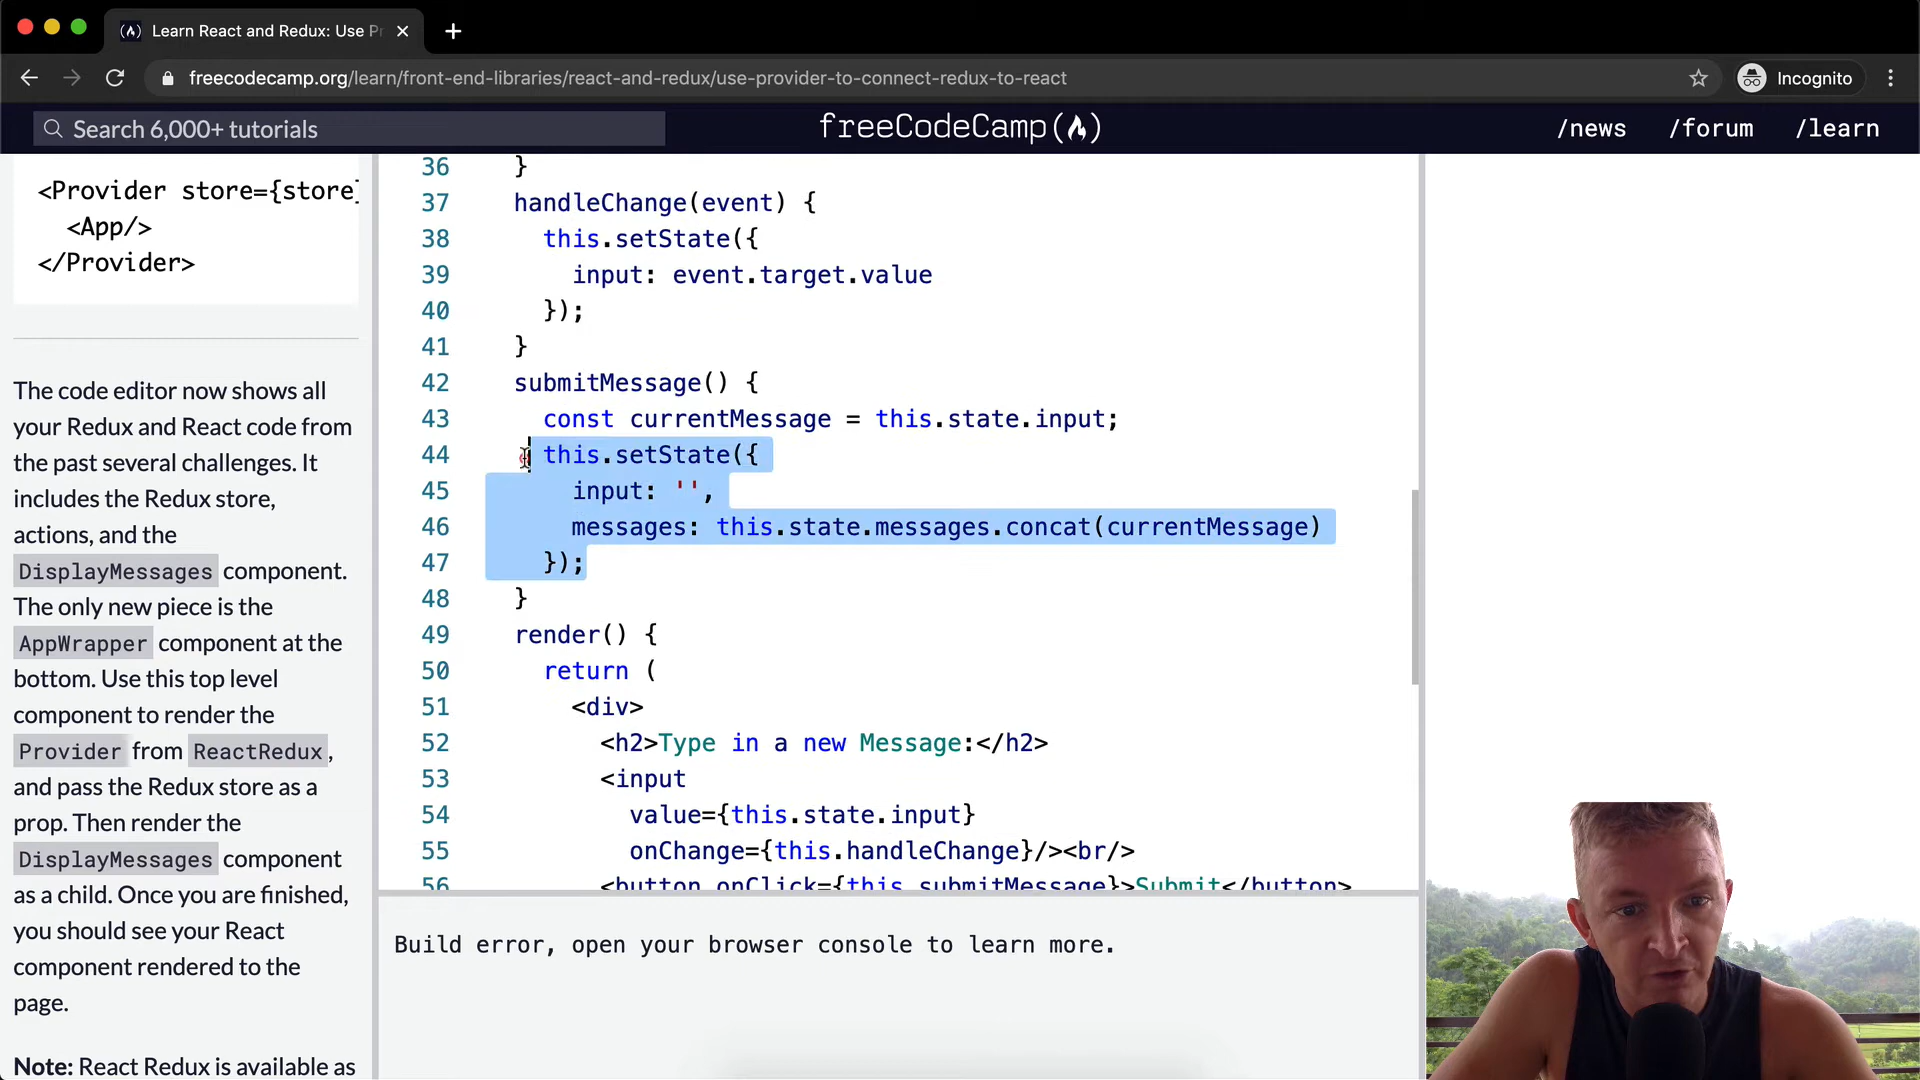 Learn React and Redux: Use Pr
freecodecamp.org/learn/front-end-libraries/react-and-redux/use-provider-to-connect-redux-to-react
Incognito
Search 6,000+ tutorials
freeCodeCamp
/news
/forum
/learn
<Provider store={store}
<App/>
</Provider>
The code editor now shows all
your Redux and React code from
the past several challenges. It
includes the Redux store,
actions, and the
DisplayMessages component.
The only new piece is the
AppWrapper component at the
bottom. Use this top level
component to render the
Provider from ReactRedux,
and pass the Redux store as a
prop. Then render the
DisplayMessages component
as a child. Once you are finished,
you should see your React
component rendered to the
page.
Note: React Redux is available as
36 }
37 handleChange(event) {
38 this.setState({
39 input: event.target.value
40 });
41 }
42 submitMessage() {
43 const currentMessage = this.state.input;
44 this.setState({
45 input: '',
46 messages: this.state.messages.concat(currentMessage)
47 });
48 }
49 render() {
50 return (
51 <div>
52 <h2>Type in a new Message:</h2>
53 <input
54 value={this.state.input}
55 onChange={this.handleChange}/><br/>
56 <button onClick={this.submitMessage}>Submit</button>
Build error, open your browser console to learn more.